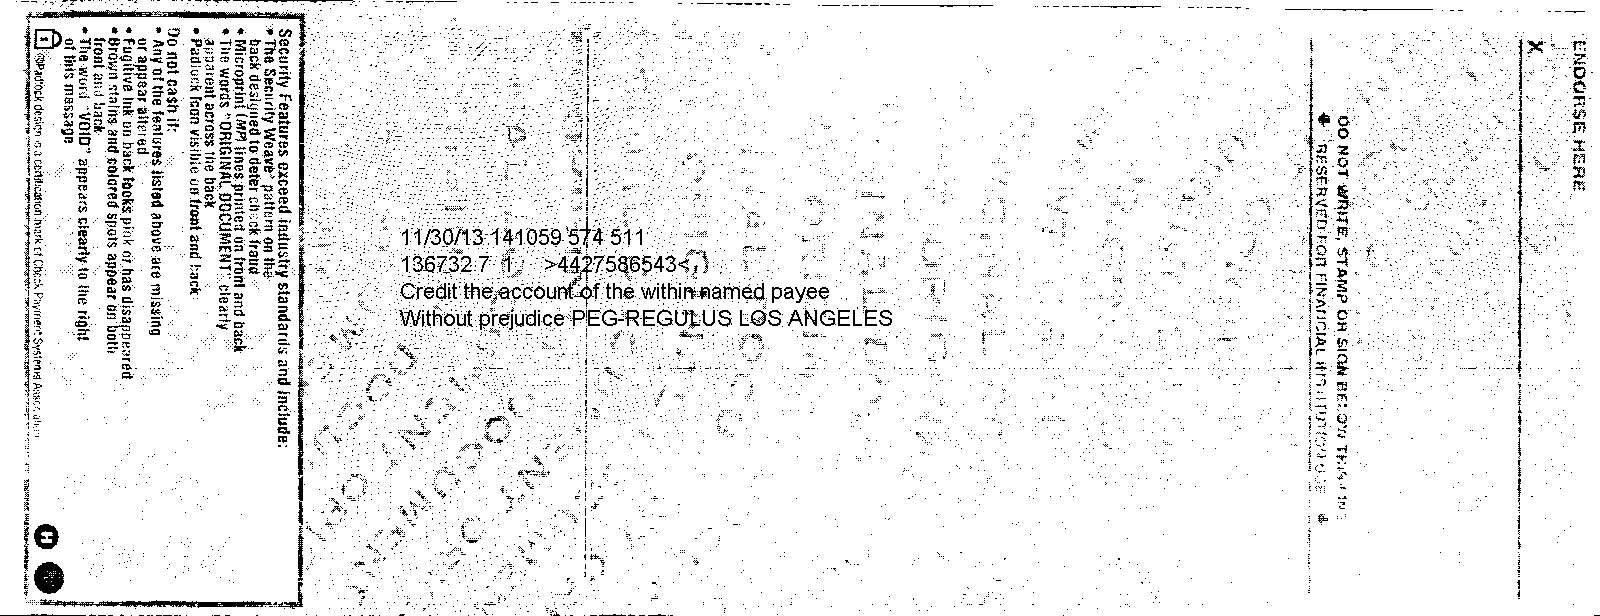 ENDORSE HERE
X
DO NOT WRITE, STAMP OR SIGN BELOW THIS LINE
RESERVED FOR FINANCIAL INSTITUTION USE
11/30/13 141059 574 511
136732 7 1 >4427586543<
Credit the account of the within named payee
Without prejudice PEG-REGULUS LOS ANGELES
Security Features exceed industry standards and include:
• The Security Weave® pattern on the
back designed to deter check fraud
• Microprint (MP) lines printed on front and back
• The words "ORIGINAL DOCUMENT" clearly
apparent across the back
• Padlock Icon visible on front and back
Do not cash if:
• Any of the features listed above are missing
or appear altered
• Fugitive ink on back looks pink or has disappeared
• Brown stains and colored spots appear on both
front and back
• The word "VOID" appears clearly to the right
of this message
®Padlock design is a certification mark of Check Payment Systems Association
H